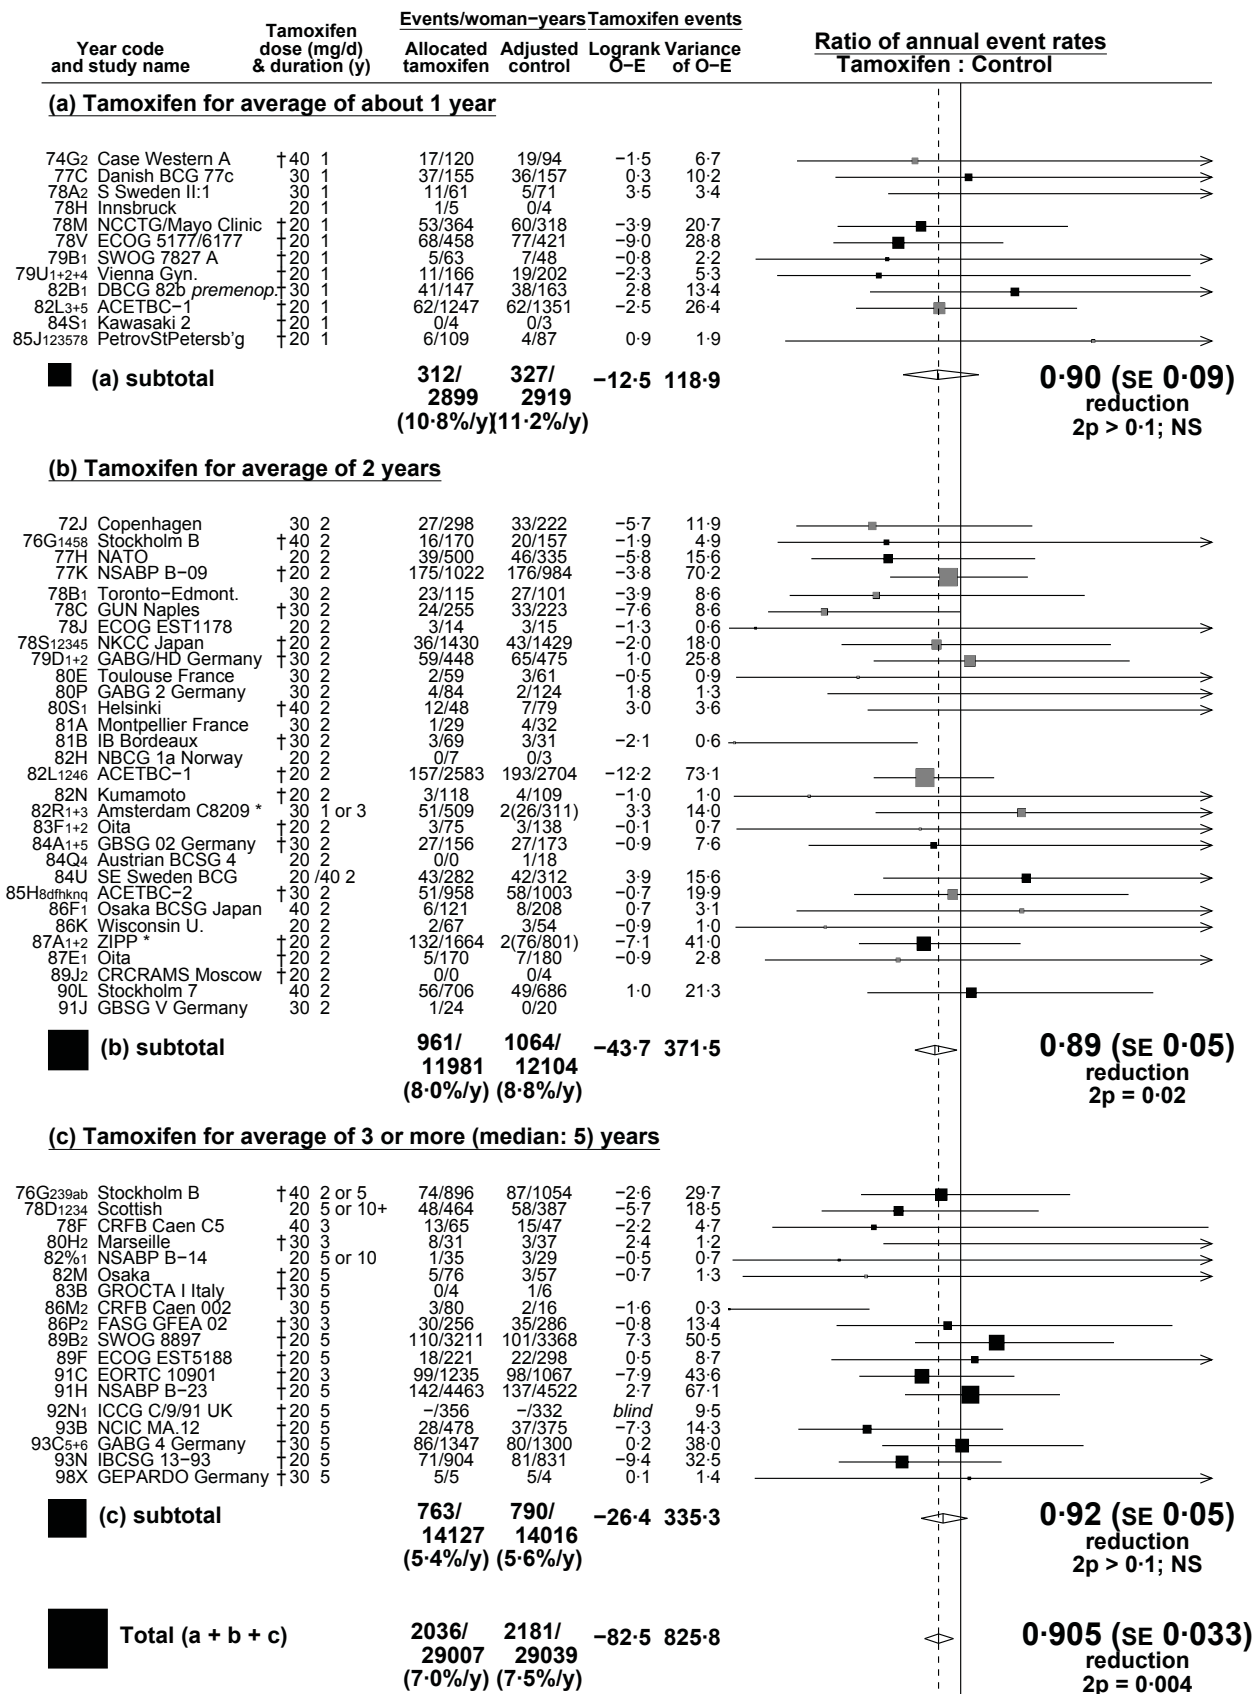 Year code and study name
Tamoxifen dose (mg/d) & duration (y)
Events/woman−years
Allocated tamoxifen
Adjusted control
Tamoxifen events
Logrank O−E
Variance of O−E
Ratio of annual event rates
Tamoxifen : Control
(a) Tamoxifen for average of about 1 year
74G2 Case Western A †40 1 17/120 19/94 −1·5 6·7
77C Danish BCG 77c 30 1 37/155 36/157 0·3 10·2
78A2 S Sweden II:1 30 1 11/61 5/71 3·5 3·4
78H Innsbruck 20 1 1/5 0/4
78M NCCTG/Mayo Clinic †20 1 53/364 60/318 −3·9 20·7
78V ECOG 5177/6177 †20 1 68/458 77/421 −9·0 28·8
79B1 SWOG 7827 A †20 1 5/63 7/48 −0·8 2·2
79U1+2+4 Vienna Gyn. †20 1 11/166 19/202 −2·3 5·3
82B1 DBCG 82b premenop. †30 1 41/147 38/163 2·8 13·4
82L3+5 ACETBC−1 †20 1 62/1247 62/1351 −2·5 26·4
84S1 Kawasaki 2 †20 1 0/4 0/3
85J123578 PetrovStPetersb'g †20 1 6/109 4/87 0·9 1·9
(a) subtotal 312/2899 327/2919 −12·5 118·9 0·90 (SE 0·09)
(10·8%/y) (11·2%/y) reduction
2p > 0·1; NS
(b) Tamoxifen for average of 2 years
72J Copenhagen 30 2 27/298 33/222 −5·7 11·9
76G1458 Stockholm B †40 2 16/170 20/157 −1·9 4·9
77H NATO 20 2 39/500 46/335 −5·8 15·6
77K NSABP B−09 †20 2 175/1022 176/984 −3·8 70·2
78B1 Toronto−Edmont. 30 2 23/115 27/101 −3·9 8·6
78C GUN Naples †30 2 24/255 33/223 −7·6 8·6
78J ECOG EST1178 20 2 3/14 3/15 −1·3 0·6
78S12345 NKCC Japan †20 2 36/1430 43/1429 −2·0 18·0
79D1+2 GABG/HD Germany †30 2 59/448 65/475 1·0 25·8
80E Toulouse France 30 2 2/59 3/61 −0·5 0·9
80P GABG 2 Germany 30 2 4/84 2/124 1·8 1·3
80S1 Helsinki †40 2 12/48 7/79 3·0 3·6
81A Montpellier France 30 2 1/29 4/32
81B IB Bordeaux †30 2 3/69 3/31 −2·1 0·6
82H NBCG 1a Norway 20 2 0/7 0/3
82L1246 ACETBC−1 †20 2 157/2583 193/2704 −12·2 73·1
82N Kumamoto †20 2 3/118 4/109 −1·0 1·0
82R1+3 Amsterdam C8209 * 30 1 or 3 51/509 2(26/311) 3·3 14·0
83F1+2 Oita †20 2 3/75 3/138 −0·1 0·7
84A1+5 GBSG 02 Germany †30 2 27/156 27/173 −0·9 7·6
84Q4 Austrian BCSG 4 20 2 0/0 1/18
84U SE Sweden BCG 20 /40 2 43/282 42/312 3·9 15·6
85H8dfhknq ACETBC−2 †30 2 51/958 58/1003 −0·7 19·9
86F1 Osaka BCSG Japan 40 2 6/121 8/208 0·7 3·1
86K Wisconsin U. 20 2 2/67 3/54 −0·9 1·0
87A1+2 ZIPP * †20 2 132/1664 2(76/801) −7·1 41·0
87E1 Oita †20 2 5/170 7/180 −0·9 2·8
89J2 CRCRAMS Moscow †20 2 0/0 0/4
90L Stockholm 7 40 2 56/706 49/686 1·0 21·3
91J GBSG V Germany 30 2 1/24 0/20
(b) subtotal 961/11981 1064/12104 −43·7 371·5 0·89 (SE 0·05)
(8·0%/y) (8·8%/y) reduction
2p = 0·02
(c) Tamoxifen for average of 3 or more (median: 5) years
76G239ab Stockholm B †40 2 or 5 74/896 87/1054 −2·6 29·7
78D1234 Scottish 20 5 or 10+ 48/464 58/387 −5·7 18·5
78F CRFB Caen C5 40 3 13/65 15/47 −2·2 4·7
80H2 Marseille †30 3 8/31 3/37 2·4 1·2
82%1 NSABP B−14 20 5 or 10 1/35 3/29 −0·5 0·7
82M Osaka †20 5 5/76 3/57 −0·7 1·3
83B GROCTA I Italy †30 5 0/4 1/6
86M2 CRFB Caen 002 30 5 3/80 2/16 −1·6 0·3
86P2 FASG GFEA 02 †30 3 30/256 35/286 −0·8 13·4
89B2 SWOG 8897 †20 5 110/3211 101/3368 7·3 50·5
89F ECOG EST5188 †20 5 18/221 22/298 0·5 8·7
91C EORTC 10901 †20 3 99/1235 98/1067 −7·9 43·6
91H NSABP B−23 †20 5 142/4463 137/4522 2·7 67·1
92N1 ICCG C/9/91 UK †20 5 −/356 −/332 blind 9·5
93B NCIC MA.12 †20 5 28/478 37/375 −7·3 14·3
93C5+6 GABG 4 Germany †30 5 86/1347 80/1300 0·2 38·0
93N IBCSG 13−93 †20 5 71/904 81/831 −9·4 32·5
98X GEPARDO Germany †30 5 5/5 5/4 0·1 1·4
(c) subtotal 763/14127 790/14016 −26·4 335·3 0·92 (SE 0·05)
(5·4%/y) (5·6%/y) reduction
2p > 0·1; NS
Total (a + b + c) 2036/29007 2181/29039 −82·5 825·8 0·905 (SE 0·033)
(7·0%/y) (7·5%/y) reduction
2p = 0·004